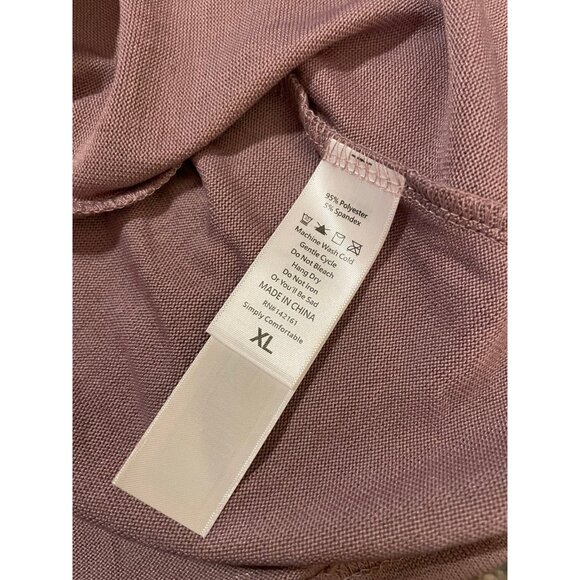 95% Polyester
5% Spandex
Machine Wash Cold
Gentle Cycle
Do Not Bleach
Hang Dry
Do Not Iron
Or You'll Be Sad
MADE IN CHINA
RN#142161
Simply Comfortable
XL